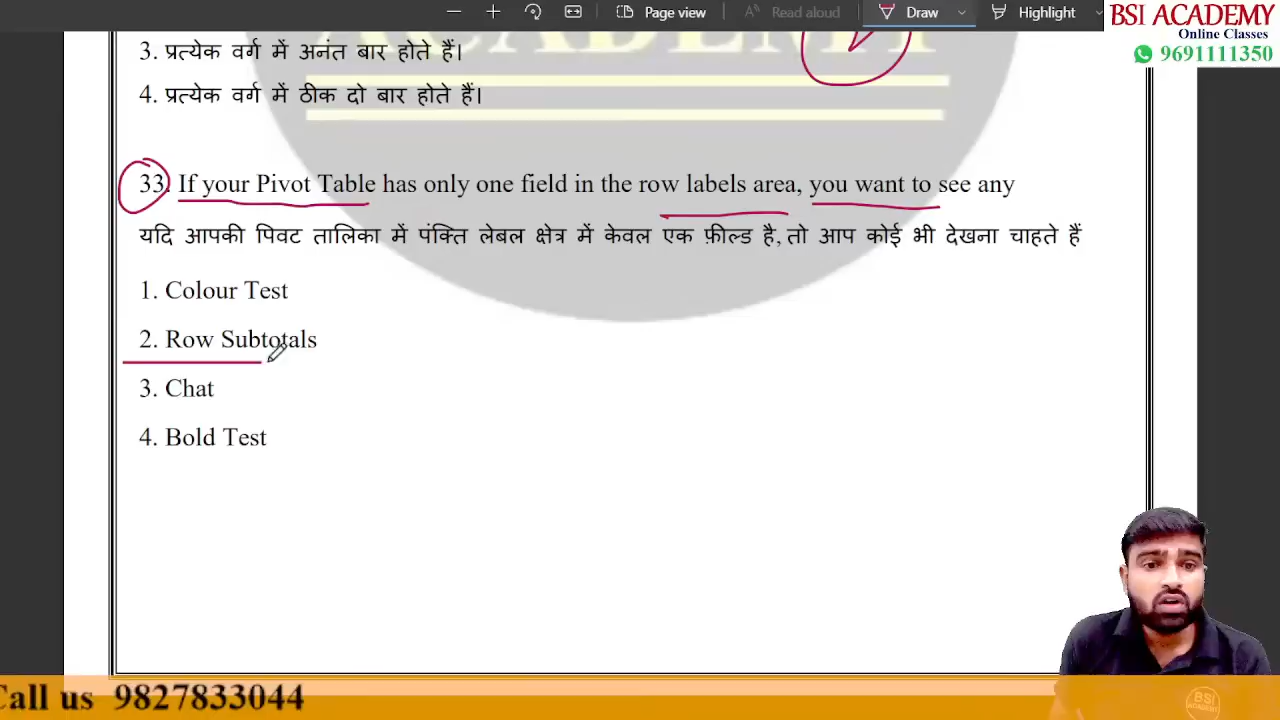 Page view
Read aloud
Draw
Highlight
BSI ACADEMY
Online Classes
9691111350
ACADEMY
3. प्रत्येक वर्ग में अनंत बार होते हैं।
4. प्रत्येक वर्ग में ठीक दो बार होते हैं।
33. If your Pivot Table has only one field in the row labels area, you want to see any
यदि आपकी पिवट तालिका में पंक्ति लेबल क्षेत्र में केवल एक फ़ील्ड है, तो आप कोई भी देखना चाहते हैं
1. Colour Test
2. Row Subtotals
3. Chat
4. Bold Test
Call us 9827833044
BSI
ACADEMY